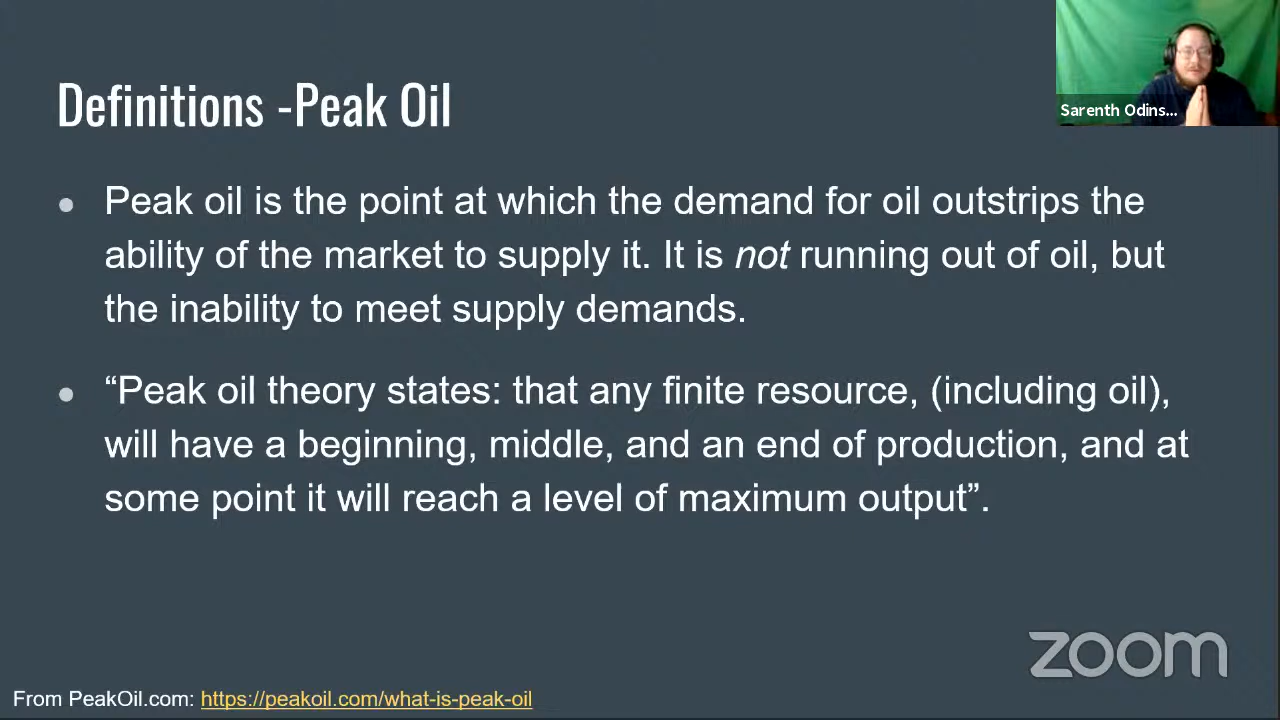 Definitions -Peak Oil
Sarenth Odins...
Peak oil is the point at which the demand for oil outstrips the
ability of the market to supply it. It is not running out of oil, but
the inability to meet supply demands.
“Peak oil theory states: that any finite resource, (including oil),
will have a beginning, middle, and an end of production, and at
some point it will reach a level of maximum output”.
zoom
From PeakOil.com: https://peakoil.com/what-is-peak-oil